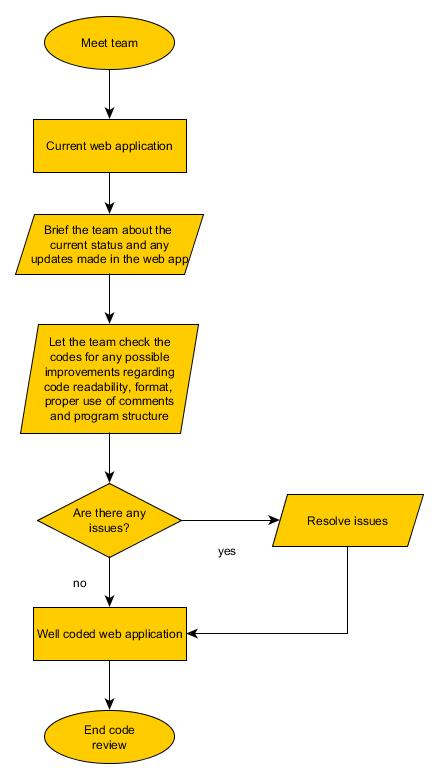 Meet team
Current web application
Brief the team about the
current status and any
updates made in the web app
Let the team check the
codes for any possible
improvements regarding
code readability, format,
proper use of comments
and program structure
Are there any
issues?
Resolve issues
yes
no
Well coded web application
End code
review